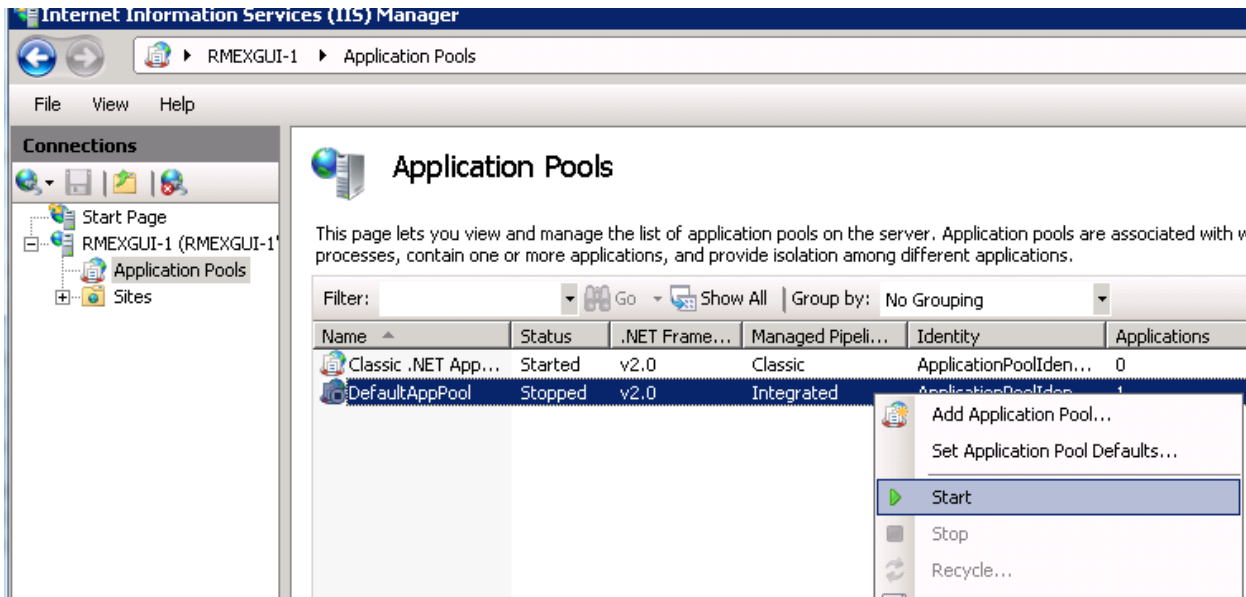 Internet Information Services (IIS) Manager
RMEXGUI-1 Application Pools
File View Help
Connections
Start Page
RMEXGUI-1 (RMEXGUI-1'
Application Pools
Sites
Application Pools
This page lets you view and manage the list of application pools on the server. Application pools are associated with w
processes, contain one or more applications, and provide isolation among different applications.
Filter: Go Show All Group by: No Grouping
Name Status .NET Frame... Managed Pipeli... Identity Applications
Classic .NET App... Started v2.0 Classic ApplicationPoolIden... 0
DefaultAppPool Stopped v2.0 Integrated ApplicationPoolIden... 1
Add Application Pool...
Set Application Pool Defaults...
Start
Stop
Recycle...